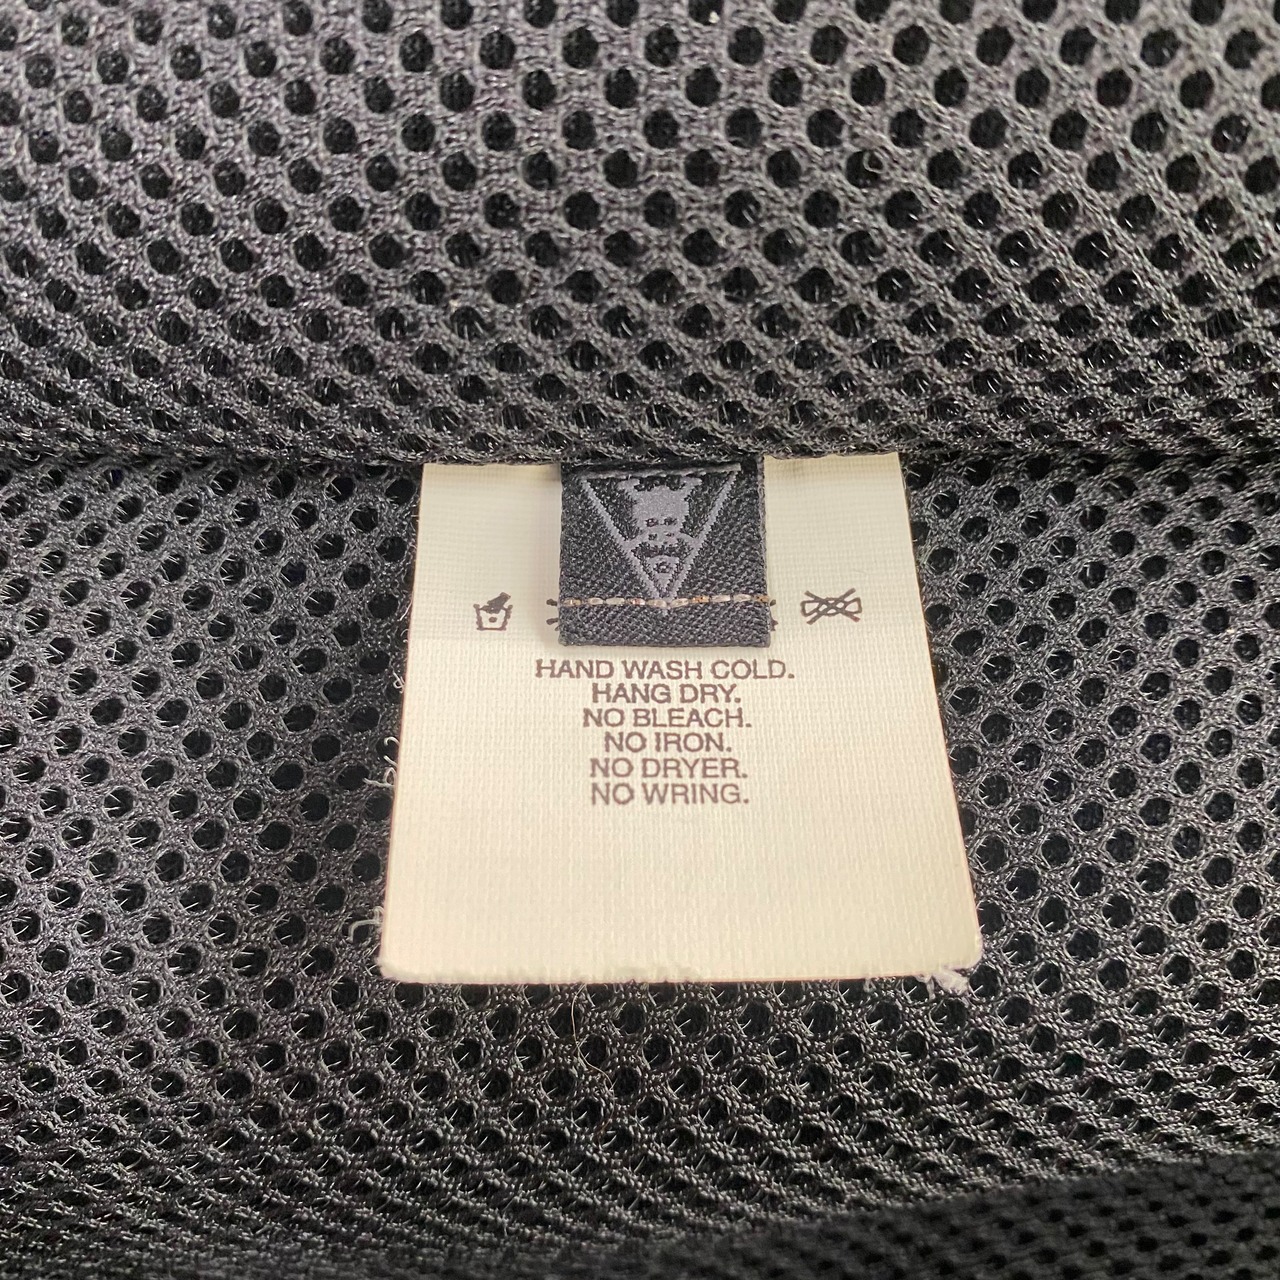 HAND WASH COLD.
HANG DRY.
NO BLEACH.
NO IRON.
NO DRYER.
NO WRING.